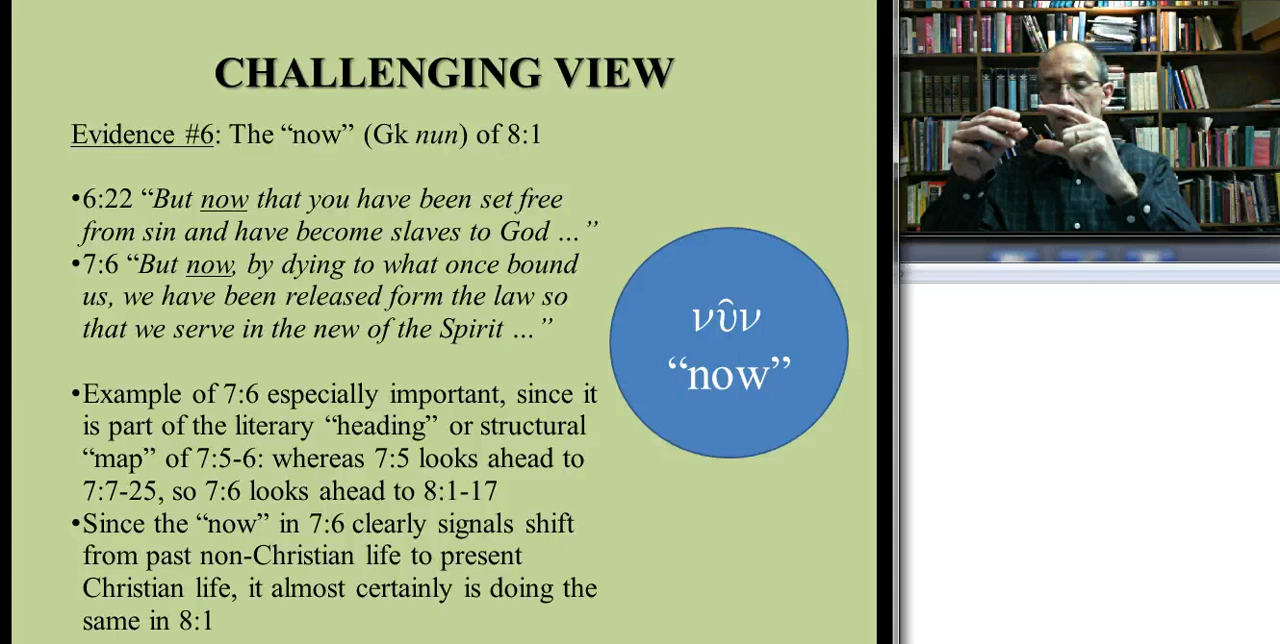 CHALLENGING VIEW
Evidence #6: The “now” (Gk nun) of 8:1
•6:22 “But now that you have been set free
from sin and have become slaves to God ... ”
•7:6 “But now, by dying to what once bound
us, we have been released form the law so
that we serve in the new of the Spirit ... ”
•Example of 7:6 especially important, since it
is part of the literary “heading” or structural
“map” of 7:5-6: whereas 7:5 looks ahead to
7:7-25, so 7:6 looks ahead to 8:1-17
•Since the “now” in 7:6 clearly signals shift
from past non-Christian life to present
Christian life, it almost certainly is doing the
same in 8:1
νῦν
“now”